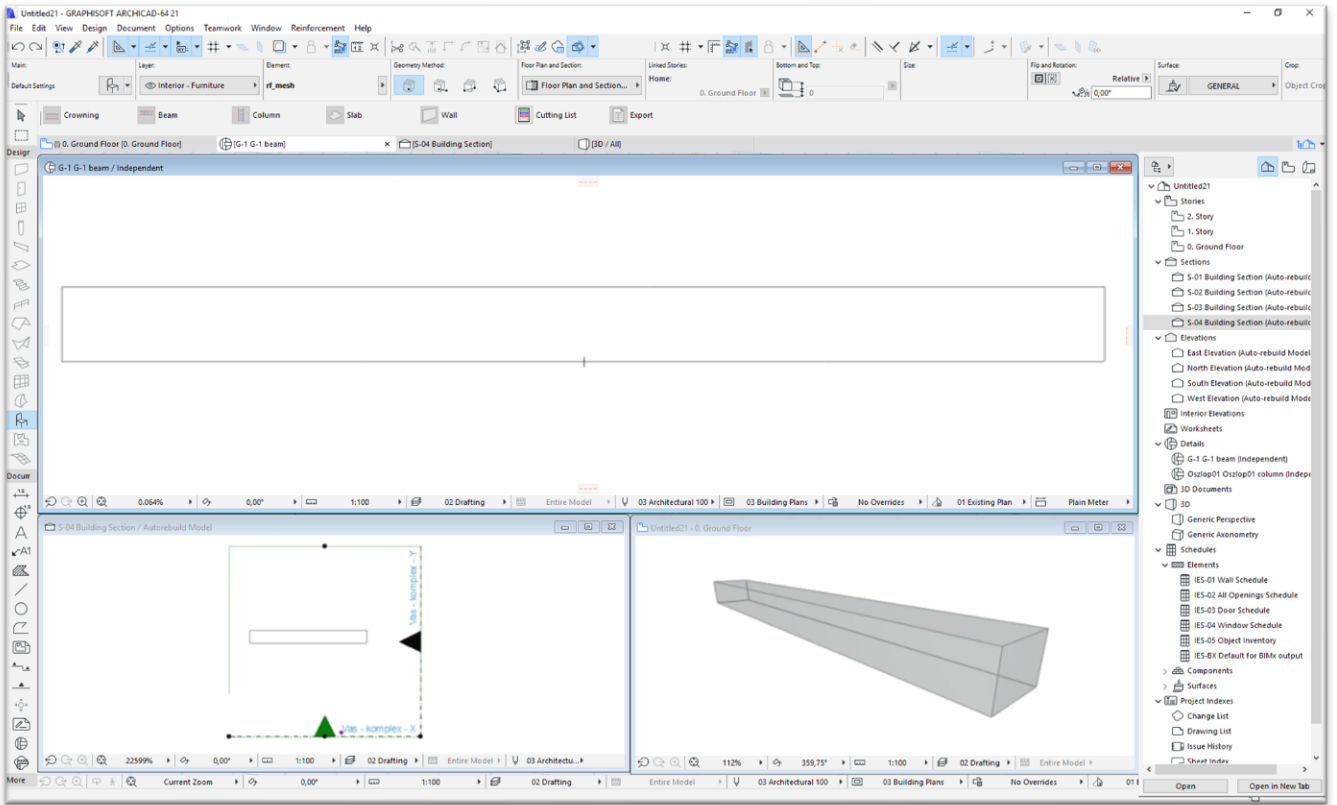 Untitled21 - GRAPHISOFT ARCHICAD-64 21
File Edit View Design Document Options Teamwork Window Reinforcement Help
Main: Layer: Element: Geometry Method: Floor Plan and Section: Linked Stories: Bottom and Top: Size: Flip and Rotation: Surface: Crop:
Default Settings Interior - Furniture rf_mesh Floor Plan and Section... Home: 0. Ground Floor 0 Relative 0,00° GENERAL Object Crop
Crowning Beam Column Slab Wall Cutting List Export
(!) 0. Ground Floor [0. Ground Floor] [G-1 G-1 beam] [S-04 Building Section] [3D / All]
Desigr
G-1 G-1 beam / Independent
Untitled21
Stories
2. Story
1. Story
0. Ground Floor
Sections
S-01 Building Section (Auto-rebuild
S-02 Building Section (Auto-rebuild
S-03 Building Section (Auto-rebuild
S-04 Building Section (Auto-rebuild
Elevations
East Elevation (Auto-rebuild Model
North Elevation (Auto-rebuild Mod
South Elevation (Auto-rebuild Mod
West Elevation (Auto-rebuild Mode
Interior Elevations
Worksheets
Details
G-1 G-1 beam (Independent)
Oszlop01 Oszlop01 column (Indepe
3D Documents
3D
Generic Perspective
Generic Axonometry
Schedules
Elements
IES-01 Wall Schedule
IES-02 All Openings Schedule
IES-03 Door Schedule
IES-04 Window Schedule
IES-05 Object Inventory
IES-BX Default for BIMx output
Components
Surfaces
Project Indexes
Change List
Drawing List
Issue History
Sheet Index
Open Open in New Tab
Docum
0.064% 0,00° 1:100 02 Drafting Entire Model 03 Architectural 100 03 Building Plans No Overrides 01 Existing Plan Plain Meter
S-04 Building Section / Autorebuild Model
Vas - komplex - Y
Vas - komplex - X
22599% 0,00° 1:100 02 Drafting Entire Model 03 Architectu...
Untitled21 - 0. Ground Floor
112% 359,75° 1:100 02 Drafting Entire Model
More
Current Zoom 0,00° 1:100 02 Drafting Entire Model 03 Architectural 100 03 Building Plans No Overrides 01